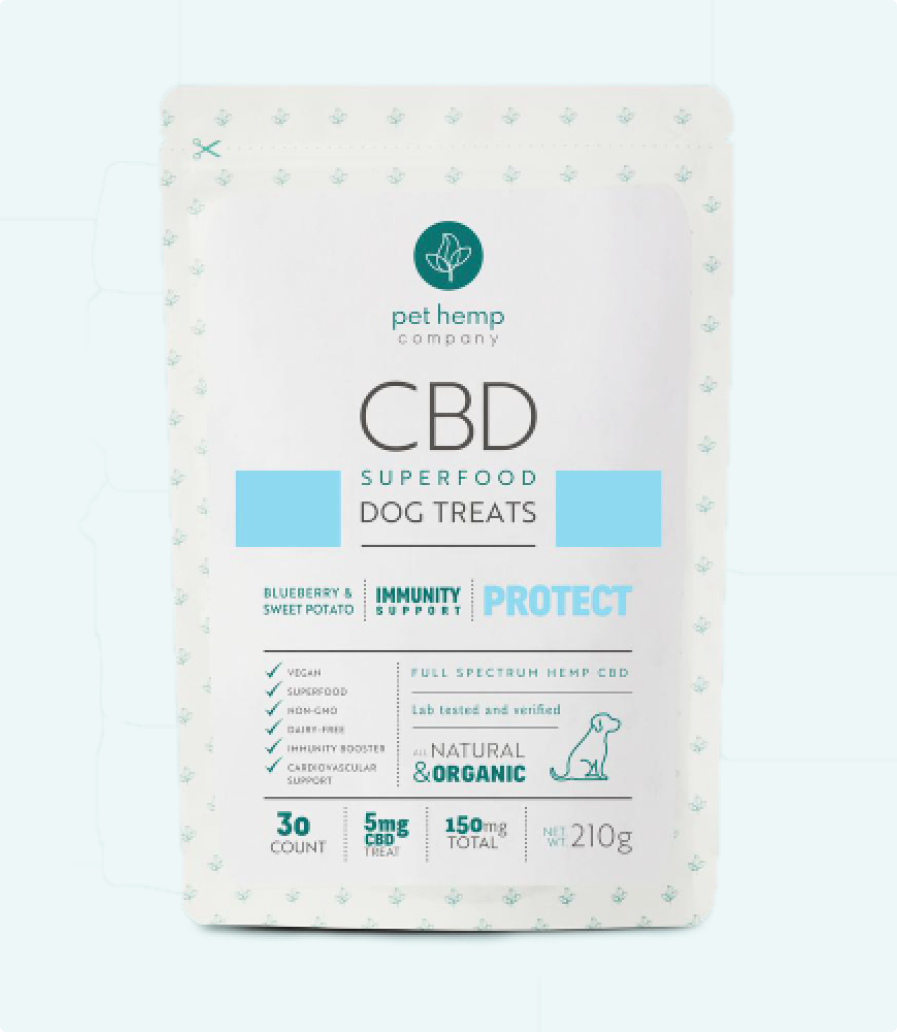 pet hemp
company
CBD
SUPERFOOD
DOG TREATS
BLUEBERRY &
SWEET POTATO
IMMUNITY
SUPPORT
PROTECT
VEGAN
SUPERFOOD
NON-GMO
DAIRY-FREE
IMMUNITY BOOSTER
CARDIOVASCULAR
SUPPORT
FULL SPECTRUM HEMP CBD
Lab tested and verified
ALL NATURAL
&ORGANIC
30
COUNT
5mg
CBD
TREAT
150mg
TOTAL
NET.
WT. 210g